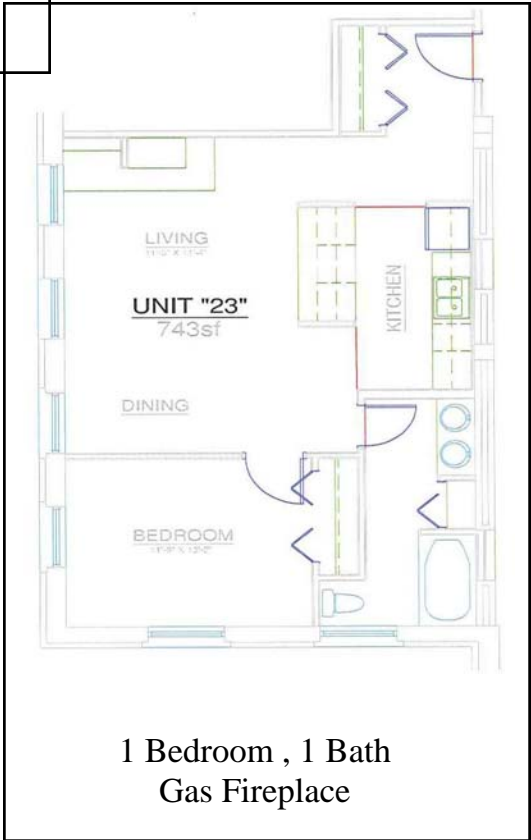 LIVING
UNIT "23"
743sf
KITCHEN
DINING
BEDROOM
1 Bedroom , 1 Bath
Gas Fireplace